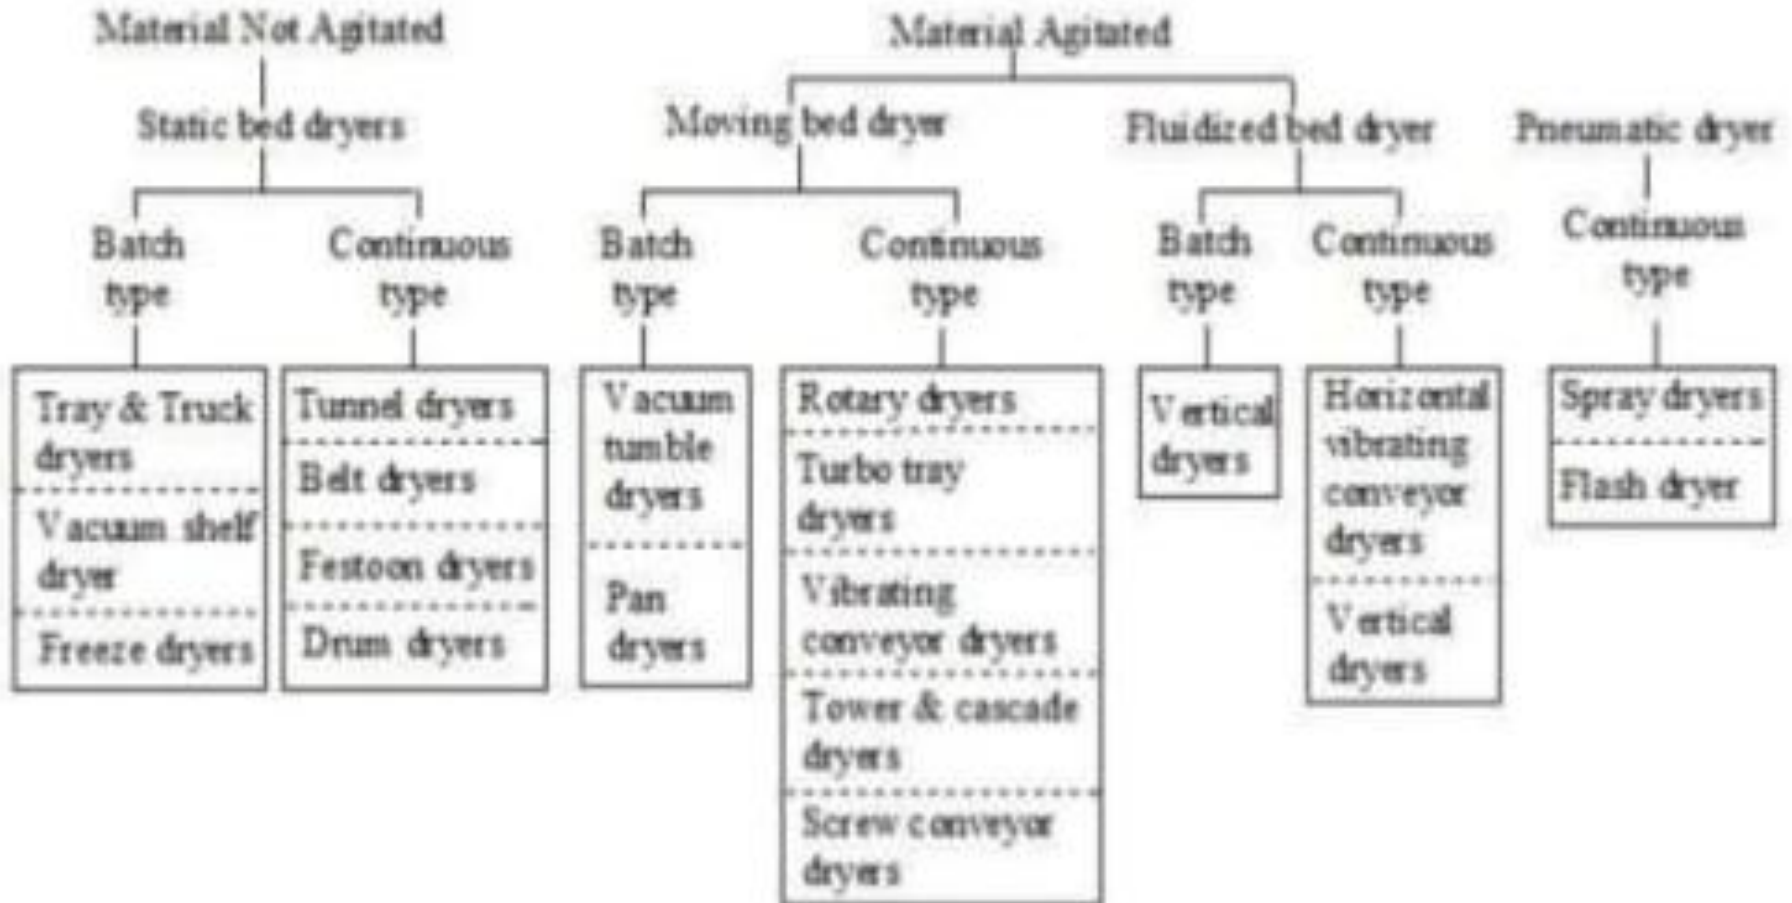 Material Not Agitated
Material Agitated
Static bed dryers
Moving bed dryer
Fluidized bed dryer
Pneumatic dryer
Batch
type
Continuous
type
Batch
type
Continuous
type
Batch
type
Continuous
type
Continuous
type
Tray & Truck
dryers
Vacuum shelf
dryer
Freeze dryers
Tunnel dryers
Belt dryers
Festoon dryers
Drum dryers
Vacuum
tumble
dryers
Pan
dryers
Rotary dryers
Turbo tray
dryers
Vibrating
conveyor dryers
Tower & cascade
dryers
Screw conveyor
dryers
Vertical
dryers
Horizontal
vibrating
conveyor
dryers
Vertical
dryers
Spray dryers
Flash dryer